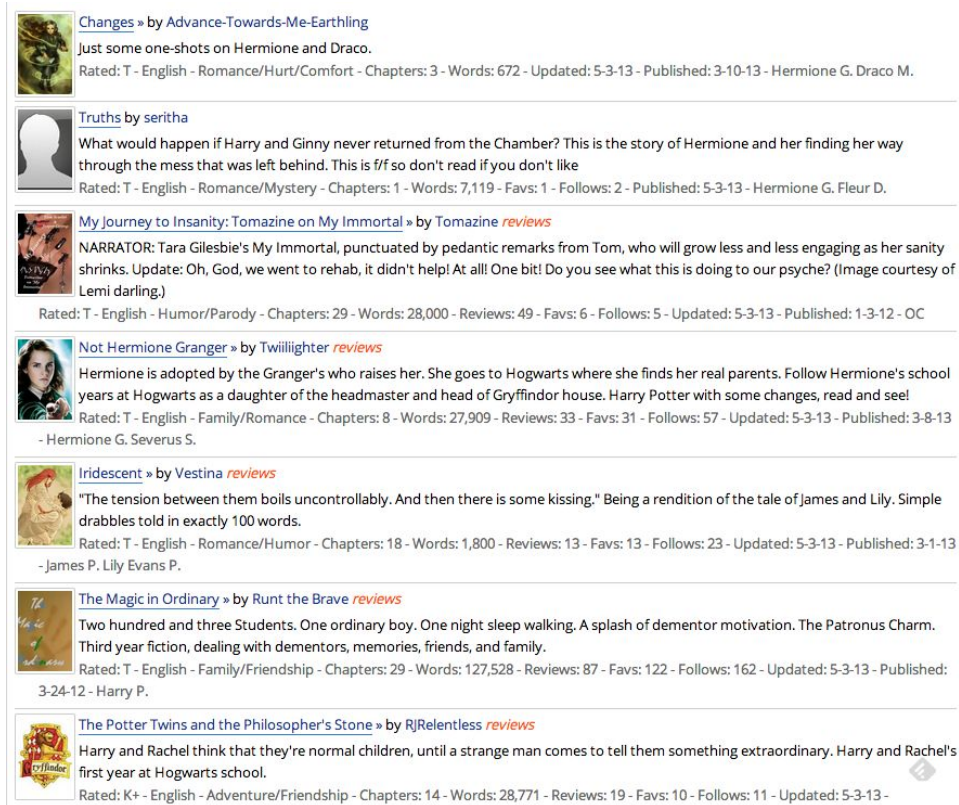 Changes » by Advance-Towards-Me-Earthling
Just some one-shots on Hermione and Draco.
Rated: T - English - Romance/Hurt/Comfort - Chapters: 3 - Words: 672 - Updated: 5-3-13 - Published: 3-10-13 - Hermione G. Draco M.
Truths by seritha
What would happen if Harry and Ginny never returned from the Chamber? This is the story of Hermione and her finding her way
through the mess that was left behind. This is f/f so don't read if you don't like
Rated: T - English - Romance/Mystery - Chapters: 1 - Words: 7,119 - Favs: 1 - Follows: 2 - Published: 5-3-13 - Hermione G. Fleur D.
My Journey to Insanity: Tomazine on My Immortal » by Tomazine reviews
NARRATOR: Tara Gilesbie's My Immortal, punctuated by pedantic remarks from Tom, who will grow less and less engaging as her sanity
shrinks. Update: Oh, God, we went to rehab, it didn't help! At all! One bit! Do you see what this is doing to our psyche? (Image courtesy of
Lemi darling.)
Rated: T - English - Humor/Parody - Chapters: 29 - Words: 28,000 - Reviews: 49 - Favs: 6 - Follows: 5 - Updated: 5-3-13 - Published: 1-3-12 - OC
Not Hermione Granger » by Twiiliighter reviews
Hermione is adopted by the Granger's who raises her. She goes to Hogwarts where she finds her real parents. Follow Hermione's school
years at Hogwarts as a daughter of the headmaster and head of Gryffindor house. Harry Potter with some changes, read and see!
Rated: T - English - Family/Romance - Chapters: 8 - Words: 27,909 - Reviews: 33 - Favs: 31 - Follows: 57 - Updated: 5-3-13 - Published: 3-8-13
- Hermione G. Severus S.
Iridescent » by Vestina reviews
"The tension between them boils uncontrollably. And then there is some kissing." Being a rendition of the tale of James and Lily. Simple
drabbles told in exactly 100 words.
Rated: T - English - Romance/Humor - Chapters: 18 - Words: 1,800 - Reviews: 13 - Favs: 13 - Follows: 23 - Updated: 5-3-13 - Published: 3-1-13
- James P. Lily Evans P.
The Magic in Ordinary » by Runt the Brave reviews
Two hundred and three Students. One ordinary boy. One night sleep walking. A splash of dementor motivation. The Patronus Charm.
Third year fiction, dealing with dementors, memories, friends, and family.
Rated: T - English - Family/Friendship - Chapters: 29 - Words: 127,528 - Reviews: 87 - Favs: 122 - Follows: 162 - Updated: 5-3-13 - Published:
3-24-12 - Harry P.
The Potter Twins and the Philosopher's Stone » by RJRelentless reviews
Harry and Rachel think that they're normal children, until a strange man comes to tell them something extraordinary. Harry and Rachel's
first year at Hogwarts school.
Rated: K+ - English - Adventure/Friendship - Chapters: 14 - Words: 28,771 - Reviews: 19 - Favs: 10 - Follows: 11 - Updated: 5-3-13 -
Gryffindor